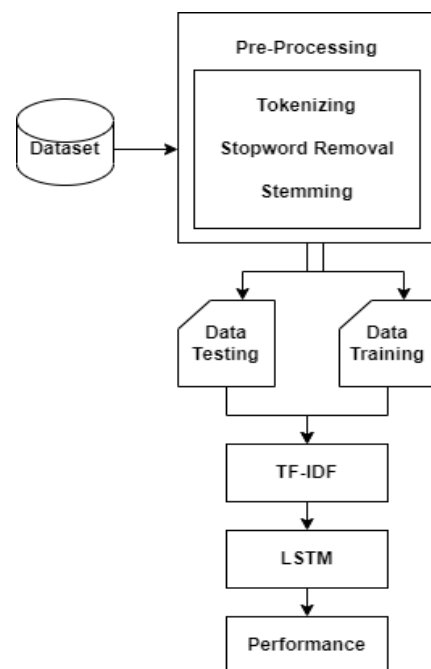 Pre-Processing
Tokenizing
Stopword Removal
Stemming
Dataset
Data
Testing
Data
Training
TF-IDF
LSTM
Performance